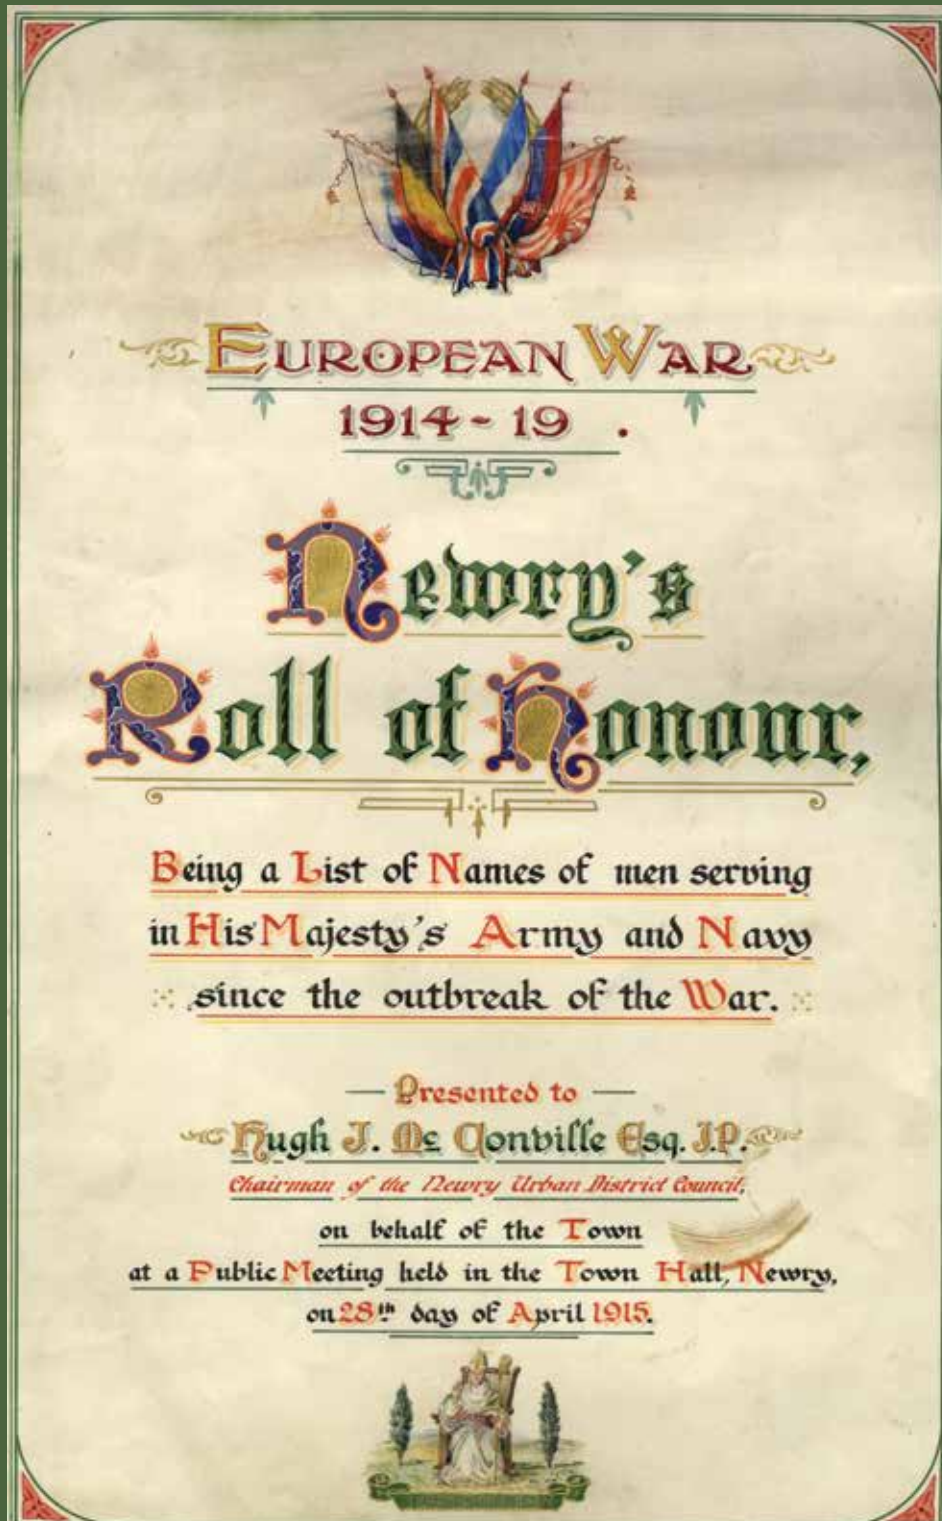 EUROPEAN WAR
1914-19 .
Newry's
Roll of Honour,
Being a List of Names of men serving
in His Majesty's Army and Navy
since the outbreak of the War.
— Presented to —
Hugh J. Mc Conville Esq. J.P.
Chairman of the Newry Urban District Council,
on behalf of the Town
at a Public Meeting held in the Town Hall, Newry,
on 28th day of April 1915.